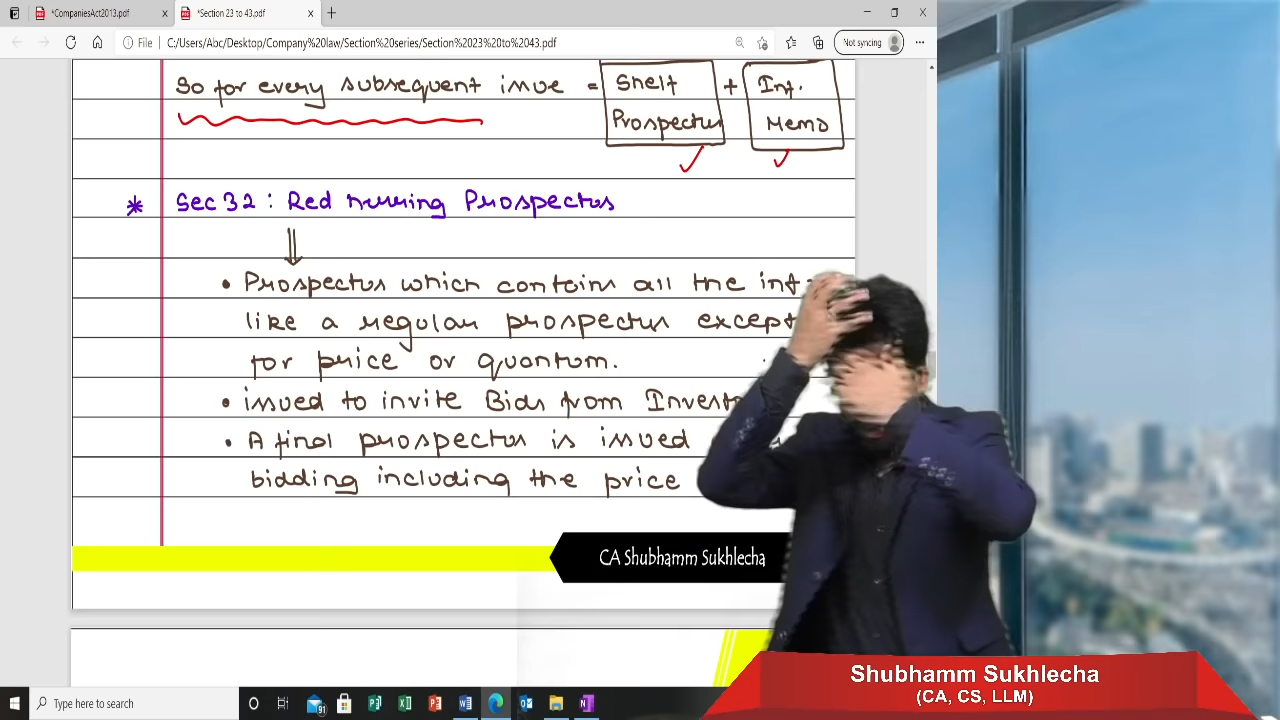 *CompaniesAct2013.pdf
*Section 23 to 43.pdf
File
C:/Users/Abc/Desktop/Company%20law/Section%20series/Section%2023%20to%2043.pdf
Not syncing
So for every subsequent issue = Shelf Prospectus + Inf. Memo
* Sec 32 : Red herring Prospectus
• Prospectus which contains all the inf
like a regular prospectus except
for price or quantum.
• issued to invite Bids from
• A final prospectus is issued
bidding including the price
CA Shubhamm Sukhlecha
Shubhamm Sukhlecha
(CA, CS, LLM)
Type here to search
91